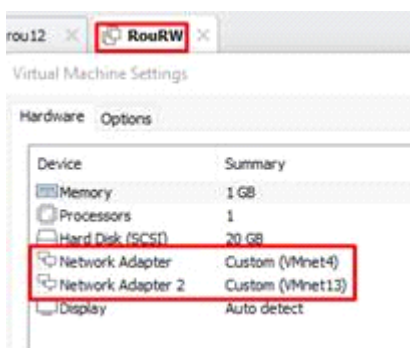 rou12 RouRW
Virtual Machine Settings
Hardware Options
Device Summary
Memory 1 GB
Processors 1
Hard Disk (SCSI) 20 GB
Network Adapter Custom (VMnet4)
Network Adapter 2 Custom (VMnet13)
Display Auto detect